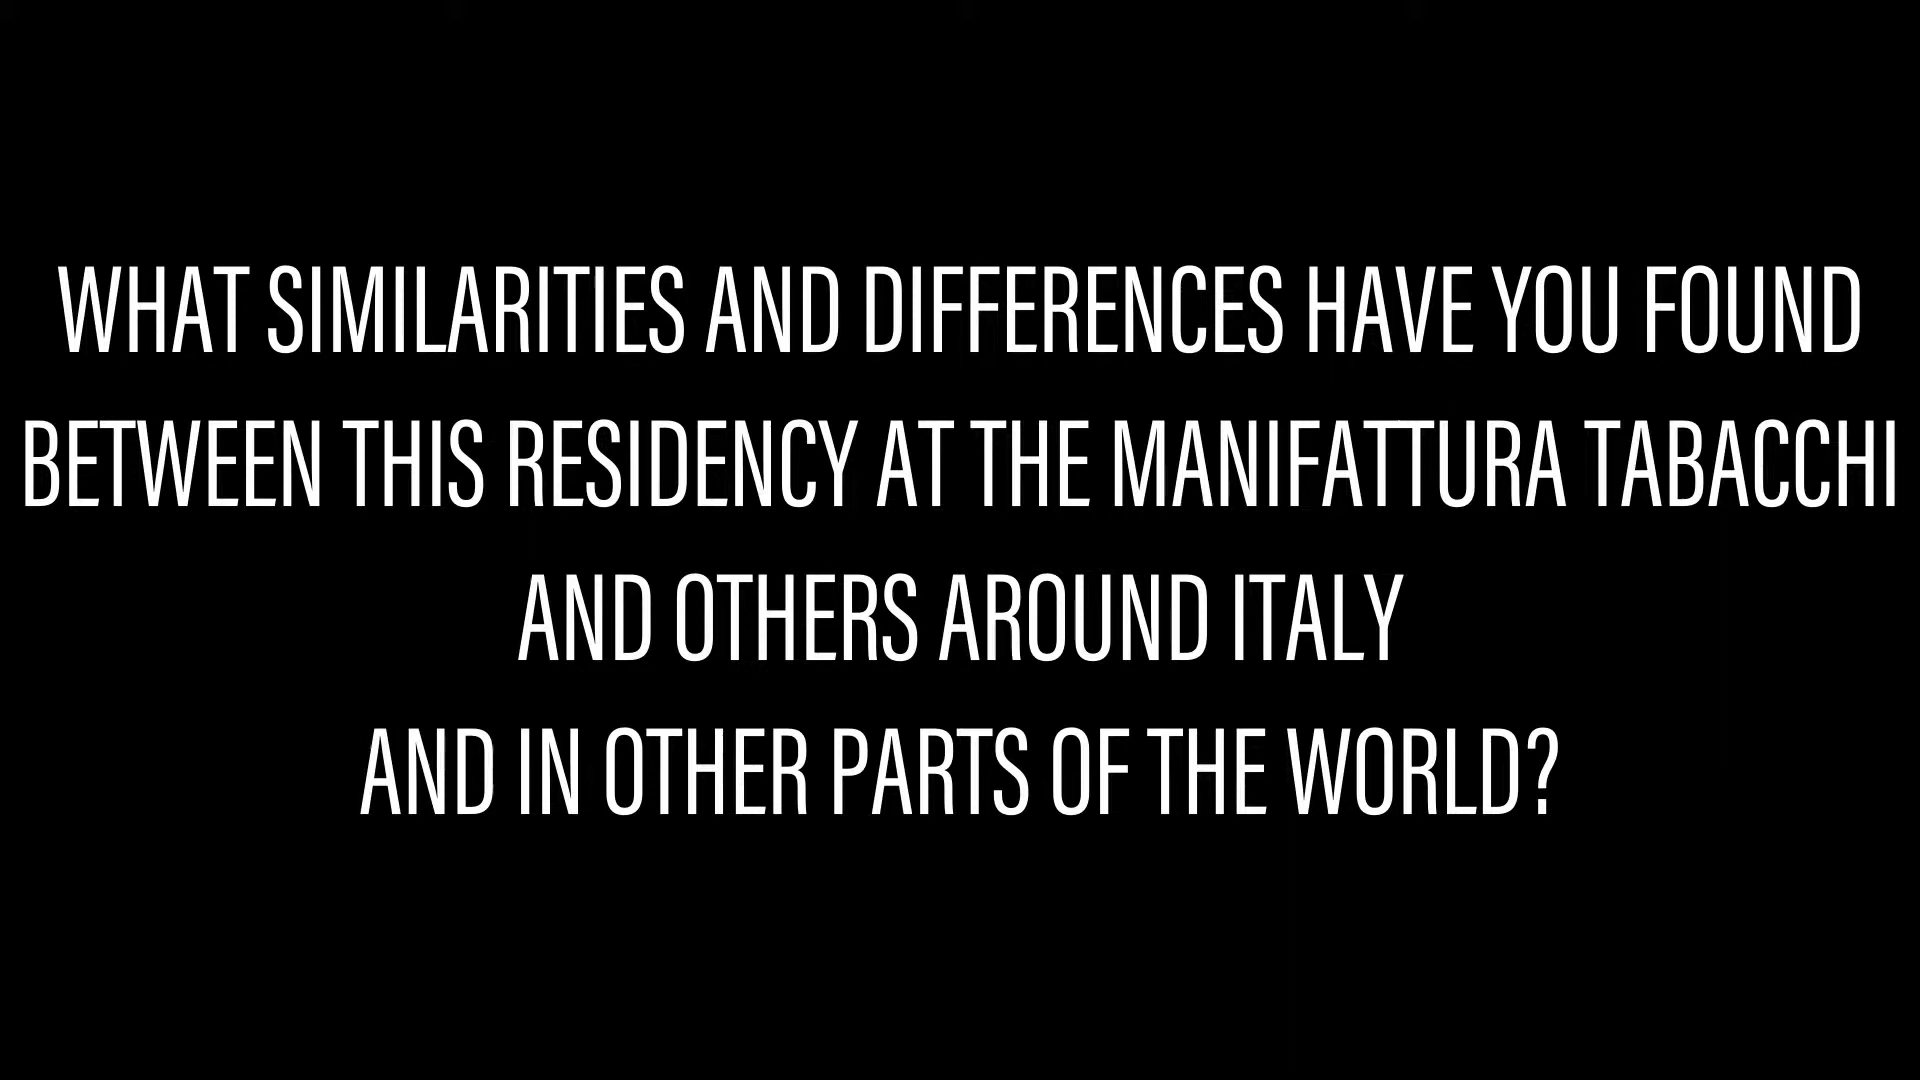 WHAT SIMILARITIES AND DIFFERENCES HAVE YOU FOUND
BETWEEN THIS RESIDENCY AT THE MANIFATTURA TABACCHI
AND OTHERS AROUND ITALY
AND IN OTHER PARTS OF THE WORLD?